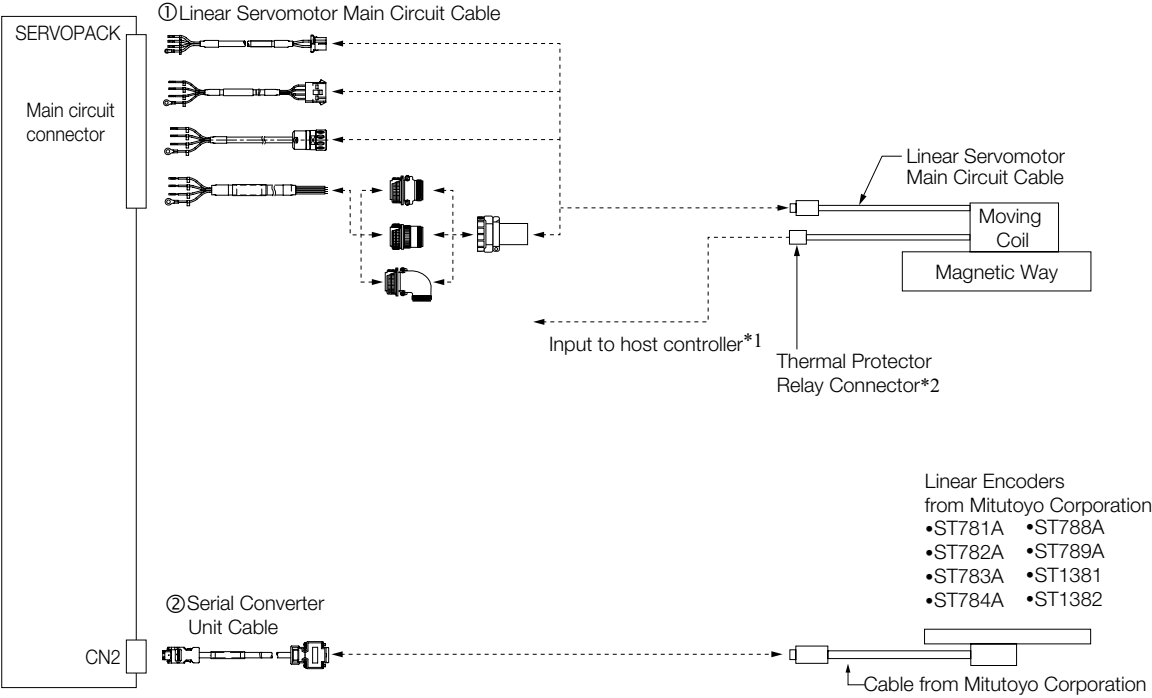 ①Linear Servomotor Main Circuit Cable
SERVOPACK
Main circuit
connector
Linear Servomotor
Main Circuit Cable
Moving
Coil
Magnetic Way
Input to host controller*1
Thermal Protector
Relay Connector*2
Linear Encoders
from Mitutoyo Corporation
•ST781A •ST788A
•ST782A •ST789A
•ST783A •ST1381
•ST784A •ST1382
②Serial Converter
Unit Cable
CN2
Cable from Mitutoyo Corporation